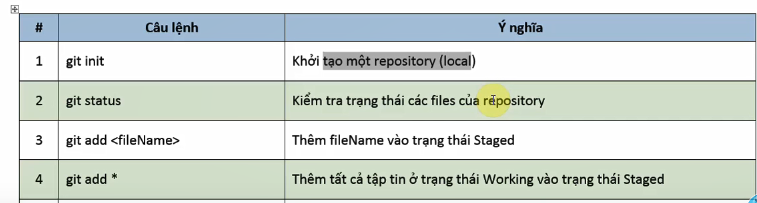 # Câu lệnh Ý nghĩa
1 git init Khởi tạo một repository (local)
2 git status Kiểm tra trạng thái các files của repository
3 git add <fileName> Thêm fileName vào trạng thái Staged
4 git add * Thêm tất cả tập tin ở trạng thái Working vào trạng thái Staged